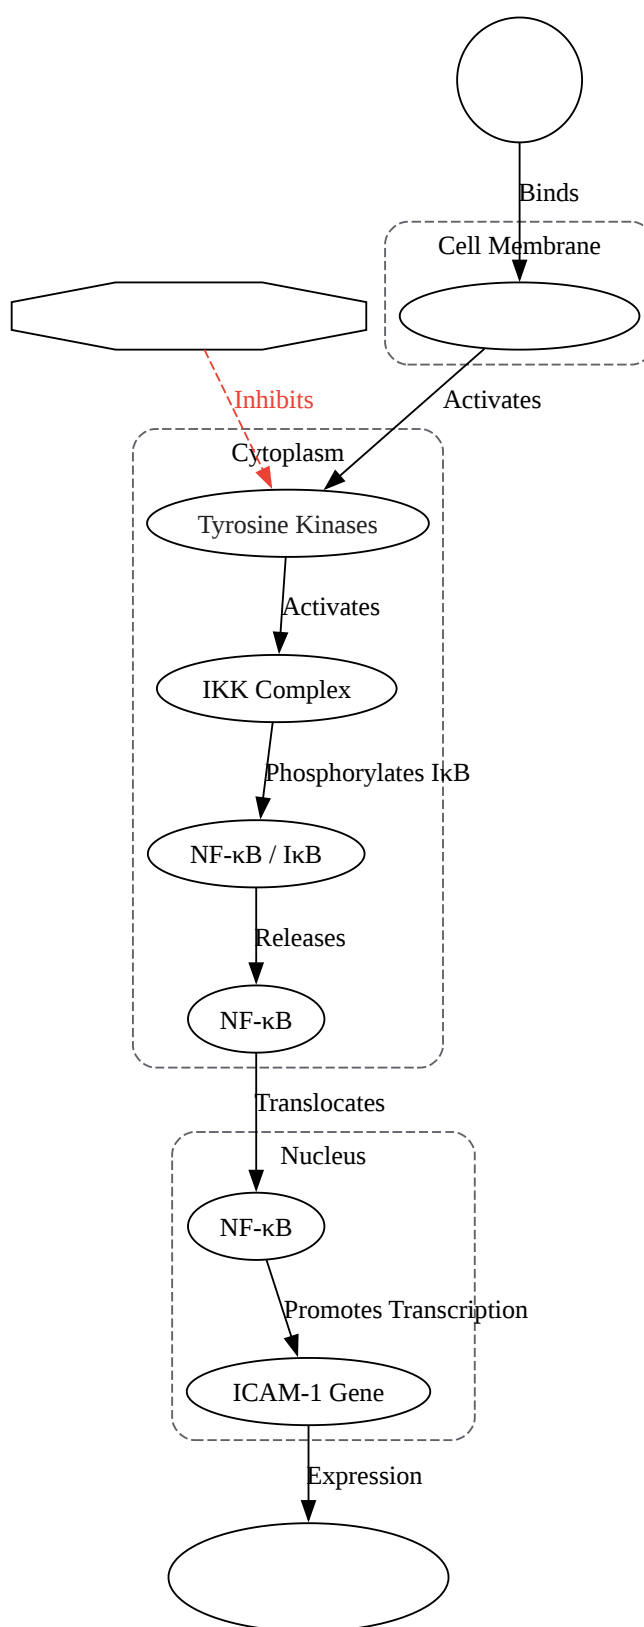 Binds
Cell Membrane
Inhibits
Activates
Cytoplasm
Tyrosine Kinases
Activates
IKK Complex
Phosphorylates IκB
NF-κB / IκB
Releases
NF-κB
Translocates
Nucleus
NF-κB
Promotes Transcription
ICAM-1 Gene
Expression